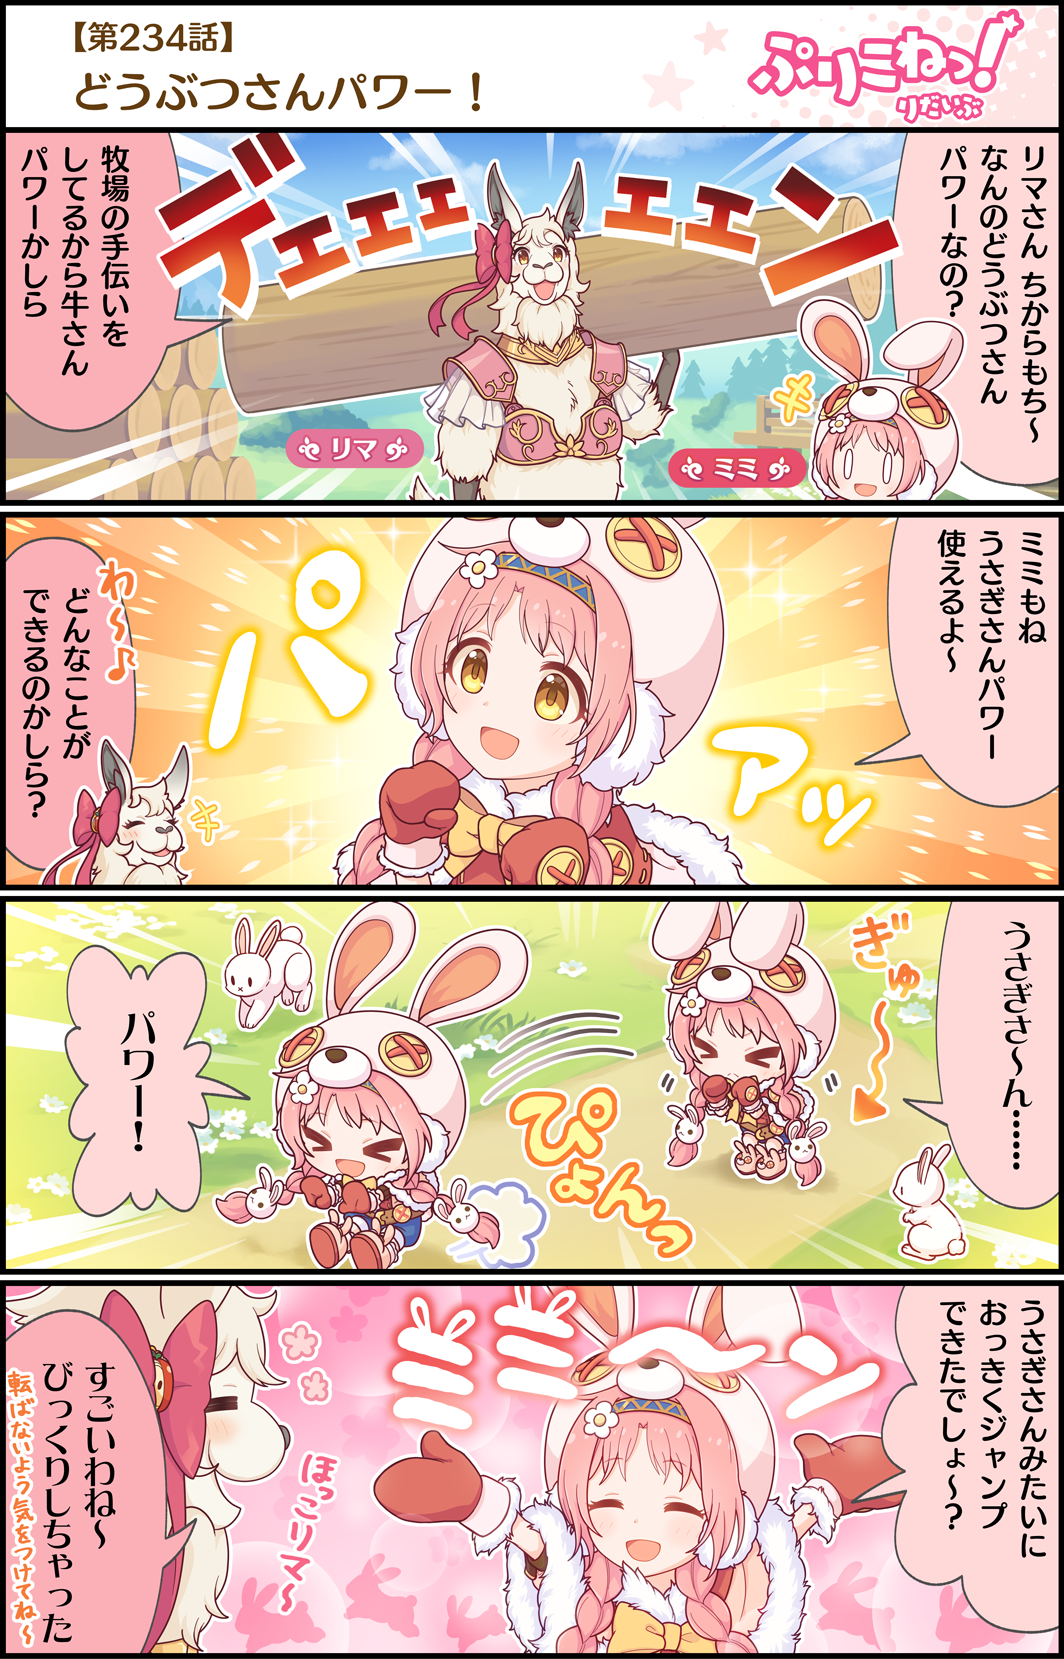 【第234話】
どうぶつさんパワー！
ぷりこねっ！
りだいぶ
リマさん ちからもち〜
なんのどうぶつさん
パワーなの？
デェェェェェン
牧場の手伝いを
してるから牛さん
パワーかしら
リマ
ミミ
ミミもね
うさぎさんパワー
使えるよ〜
パアッ
わ〜♪
どんなことが
できるのかしら？
うさぎさ〜ん……
ぎゅ〜
ぴょんっ
パワー！
うさぎさんみたいに
おっきくジャンプ
できたでしょ〜？
ミミーン
ほっこリマ〜
すごいわね〜
びっくりしちゃった
転ばないよう気をつけてね〜